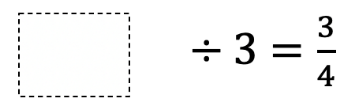 ÷ 3 = 3/4